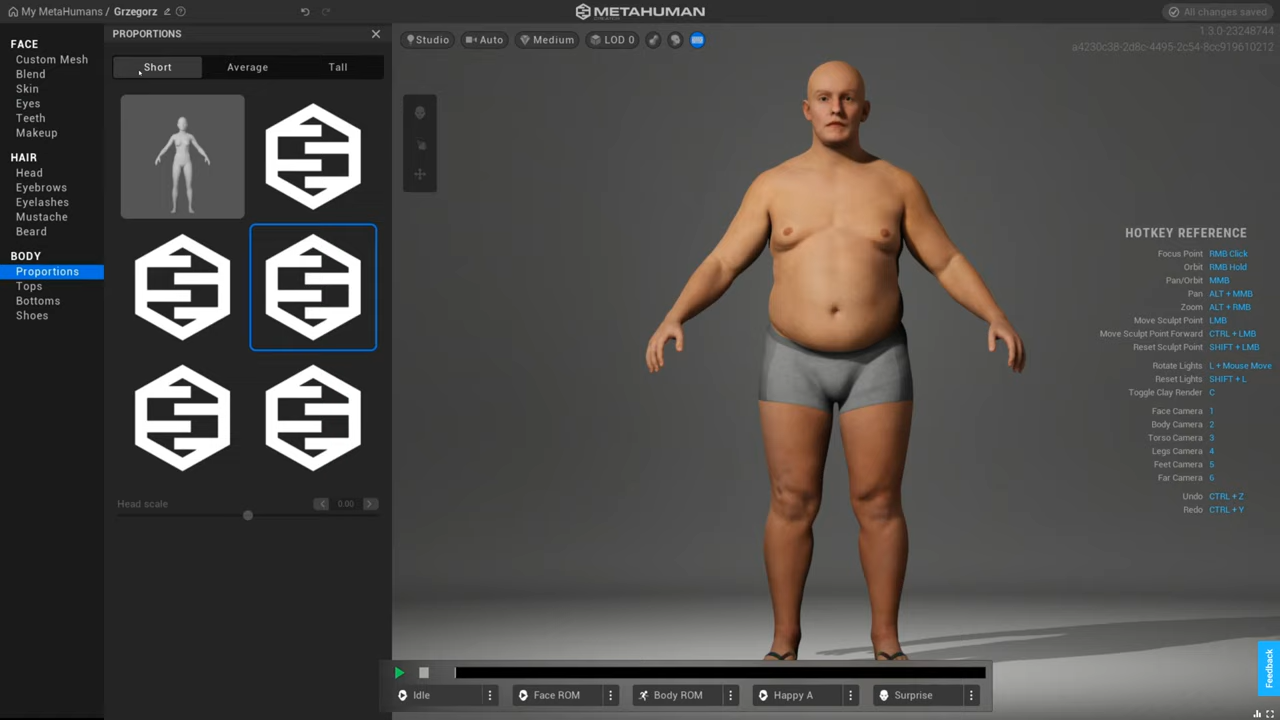 My MetaHumans / Grzegorz
METAHUMAN
All changes saved
1.3.0-23248744
a4230c38-2d8c-4495-2c54-8cc919610212
FACE
Custom Mesh
Blend
Skin
Eyes
Teeth
Makeup
HAIR
Head
Eyebrows
Eyelashes
Mustache
Beard
BODY
Proportions
Tops
Bottoms
Shoes
PROPORTIONS
Short Average Tall
Head scale 0.00
Studio Auto Medium LOD 0
HOTKEY REFERENCE
Focus Point RMB Click
Orbit RMB Hold
Pan/Orbit MMB
Pan ALT + MMB
Zoom ALT + RMB
Move Sculpt Point LMB
Move Sculpt Point Forward CTRL + LMB
Reset Sculpt Point SHIFT + LMB
Rotate Lights L + Mouse Move
Reset Lights SHIFT + L
Toggle Clay Render C
Face Camera 1
Body Camera 2
Torso Camera 3
Legs Camera 4
Feet Camera 5
Far Camera 6
Undo CTRL + Z
Redo CTRL + Y
Feedback
Idle Face ROM Body ROM Happy A Surprise